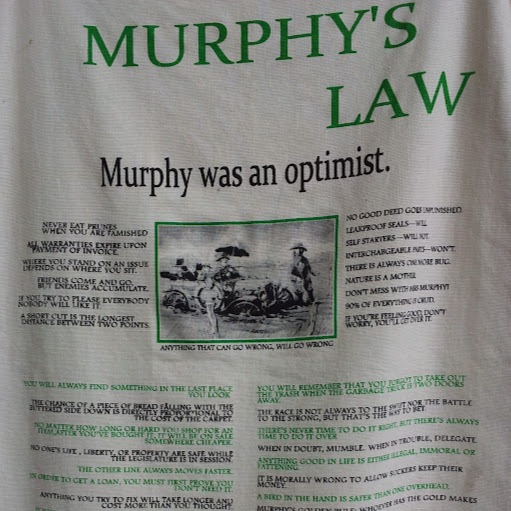 MURPHY'S
LAW
Murphy was an optimist.
NEVER EAT PRUNES
WHEN YOU ARE FAMISHED
ALL WARRANTIES EXPIRE UPON
PAYMENT OF INVOICE.
WHERE YOU STAND ON AN ISSUE
DEPENDS ON WHERE YOU SIT.
FRIENDS COME AND GO,
BUT ENEMIES ACCUMULATE.
IF YOU TRY TO PLEASE EVERYBODY
NOBODY WILL LIKE IT.
A SHORT CUT IS THE LONGEST
DISTANCE BETWEEN TWO POINTS.
NO GOOD DEED GOES UNPUNISHED.
LEAKPROOF SEALS—WILL
SELF STARTERS—WILL NOT.
INTERCHANGEABLE PARTS—WON'T.
THERE IS ALWAYS ONE MORE BUG.
NATURE IS A MOTHER
DON'T MESS WITH MRS MURPHY!
90% OF EVERYTHING IS CRUD.
IF YOU'RE FEELING GOOD, DON'T
WORRY, YOU'LL GET OVER IT.
ANYTHING THAT CAN GO WRONG, WILL GO WRONG
YOU WILL ALWAYS FIND SOMETHING IN THE LAST PLACE
YOU LOOK
THE CHANCE OF A PIECE OF BREAD FALLING WITH THE
BUTTERED SIDE DOWN IS DIRECTLY PROPORTIONAL TO
THE COST OF THE CARPET.
NO MATTER HOW LONG OR HARD YOU SHOP FOR AN
ITEM, AFTER YOU'VE BOUGHT IT, IT WILL BE ON SALE
SOMEWHERE CHEAPER.
NO ONE'S LIFE, LIBERTY, OR PROPERTY ARE SAFE WHILE
THE LEGISLATURE IS IN SESSION.
THE OTHER LINE ALWAYS MOVES FASTER.
IN ORDER TO GET A LOAN, YOU MUST FIRST PROVE YOU
DON'T NEED IT.
ANYTHING YOU TRY TO FIX WILL TAKE LONGER AND
COST MORE THAN YOU THOUGHT.
YOU WILL REMEMBER THAT YOU FORGOT TO TAKE OUT
THE TRASH WHEN THE GARBAGE TRUCK IS TWO DOORS
AWAY.
THE RACE IS NOT ALWAYS TO THE SWIFT NOR THE BATTLE
TO THE STRONG, BUT THAT'S THE WAY TO BET.
THERE'S NEVER TIME TO DO IT RIGHT, BUT THERE'S ALWAYS
TIME TO DO IT OVER
WHEN IN DOUBT, MUMBLE. WHEN IN TROUBLE, DELEGATE.
ANYTHING GOOD IN LIFE IS EITHER ILLEGAL, IMMORAL OR
FATTENING.
IT IS MORALLY WRONG TO ALLOW SUCKERS KEEP THEIR
MONEY.
A BIRD IN THE HAND IS SAFER THAN ONE OVERHEAD.
MURPHY'S GOLDEN RULE: WHOEVER HAS THE GOLD MAKES